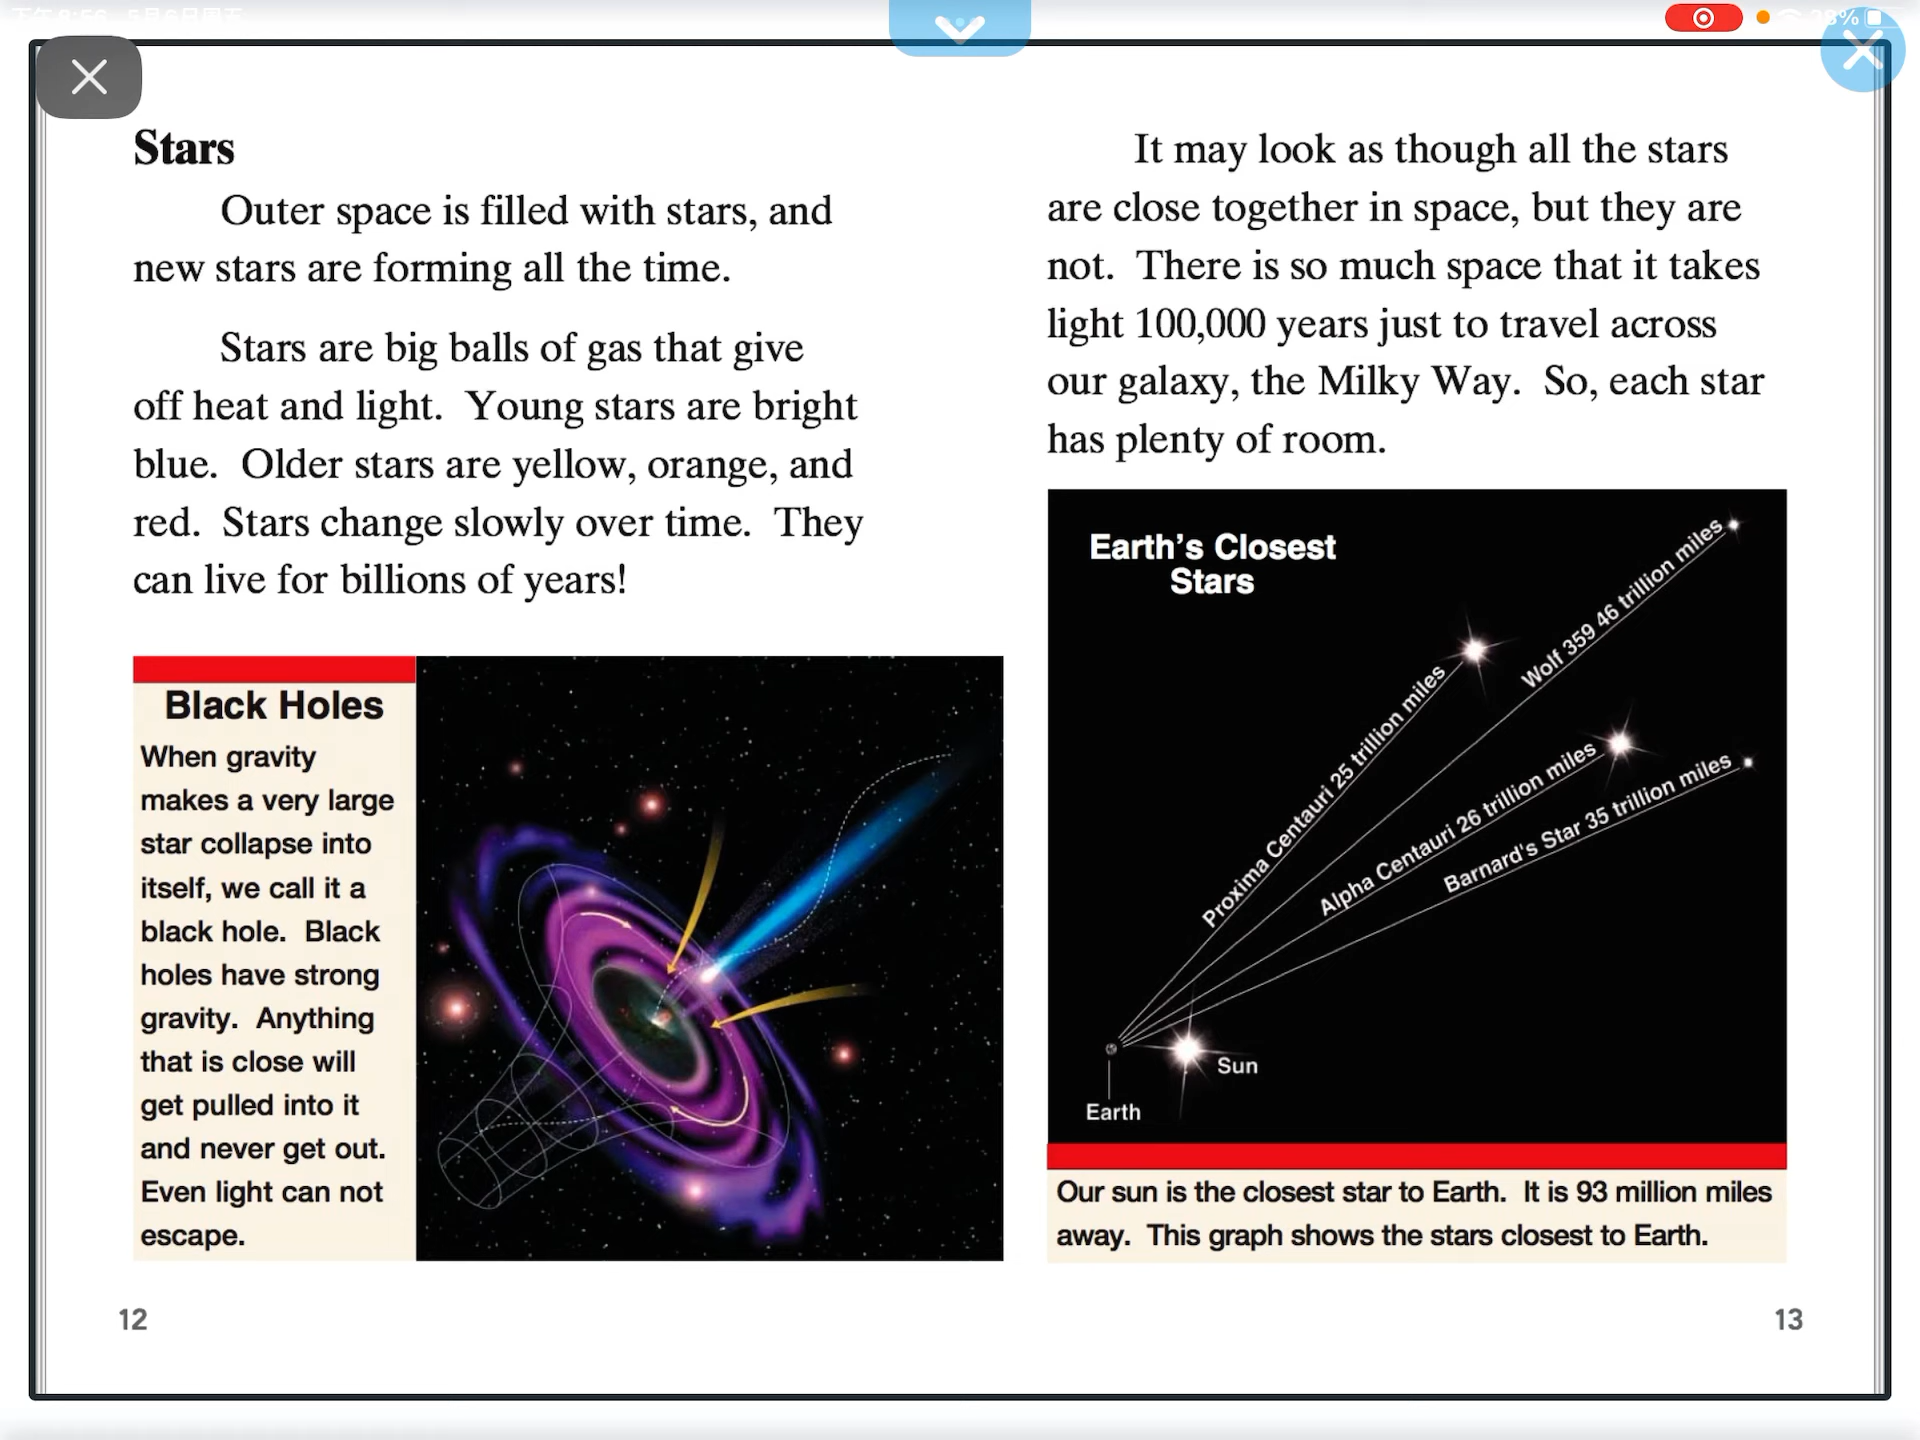 Stars
Outer space is filled with stars, and
new stars are forming all the time.
Stars are big balls of gas that give
off heat and light. Young stars are bright
blue. Older stars are yellow, orange, and
red. Stars change slowly over time. They
can live for billions of years!
Black Holes
When gravity
makes a very large
star collapse into
itself, we call it a
black hole. Black
holes have strong
gravity. Anything
that is close will
get pulled into it
and never get out.
Even light can not
escape.
12
It may look as though all the stars
are close together in space, but they are
not. There is so much space that it takes
light 100,000 years just to travel across
our galaxy, the Milky Way. So, each star
has plenty of room.
Earth's Closest
Stars
Proxima Centauri 25 trillion miles
Wolf 359 46 trillion miles
Alpha Centauri 26 trillion miles
Barnard's Star 35 trillion miles
Sun
Earth
Our sun is the closest star to Earth. It is 93 million miles
away. This graph shows the stars closest to Earth.
13